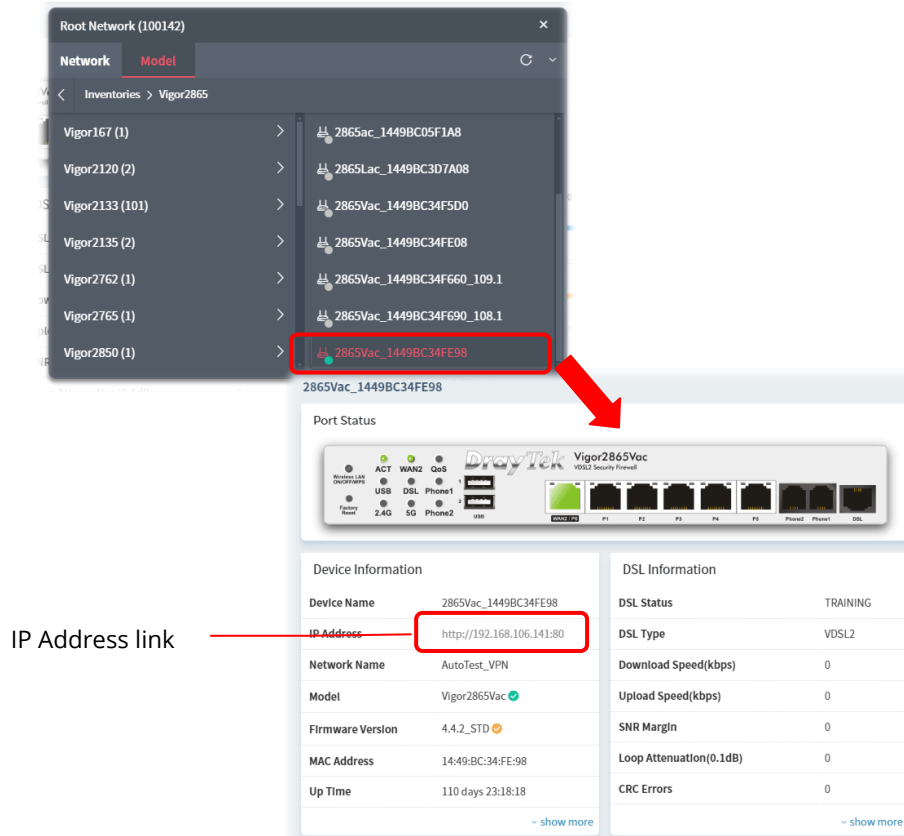 Root Network (100142) ×
Network Model
Inventories > Vigor2865
Vigor167 (1)
Vigor2120 (2)
Vigor2133 (101)
Vigor2135 (2)
Vigor2762 (1)
Vigor2765 (1)
Vigor2850 (1)
2865ac_1449BC05F1A8
2865Lac_1449BC3D7A08
2865Vac_1449BC34F5D0
2865Vac_1449BC34FE08
2865Vac_1449BC34F660_109.1
2865Vac_1449BC34F690_108.1
2865Vac_1449BC34FE98
2865Vac_1449BC34FE98
Port Status
DrayTek Vigor2865Vac
VDSL2 Security Firewall
Wireless LAN
ON/OFF/WPS
ACT WAN2 QoS
USB DSL Phone1
Factory
Reset
2.4G 5G Phone2
1
2
USB
WAN2 / P6 P1 P2 P3 P4 P5 Phone2 Phone1 DSL
IP Address link
Device Information
Device Name 2865Vac_1449BC34FE98
IP Address http://192.168.106.141:80
Network Name AutoTest_VPN
Model Vigor2865Vac
Firmware Version 4.4.2_STD
MAC Address 14:49:BC:34:FE:98
Up Time 110 days 23:18:18
show more
DSL Information
DSL Status TRAINING
DSL Type VDSL2
Download Speed(kbps) 0
Upload Speed(kbps) 0
SNR Margin 0
Loop Attenuation(0.1dB) 0
CRC Errors 0
show more